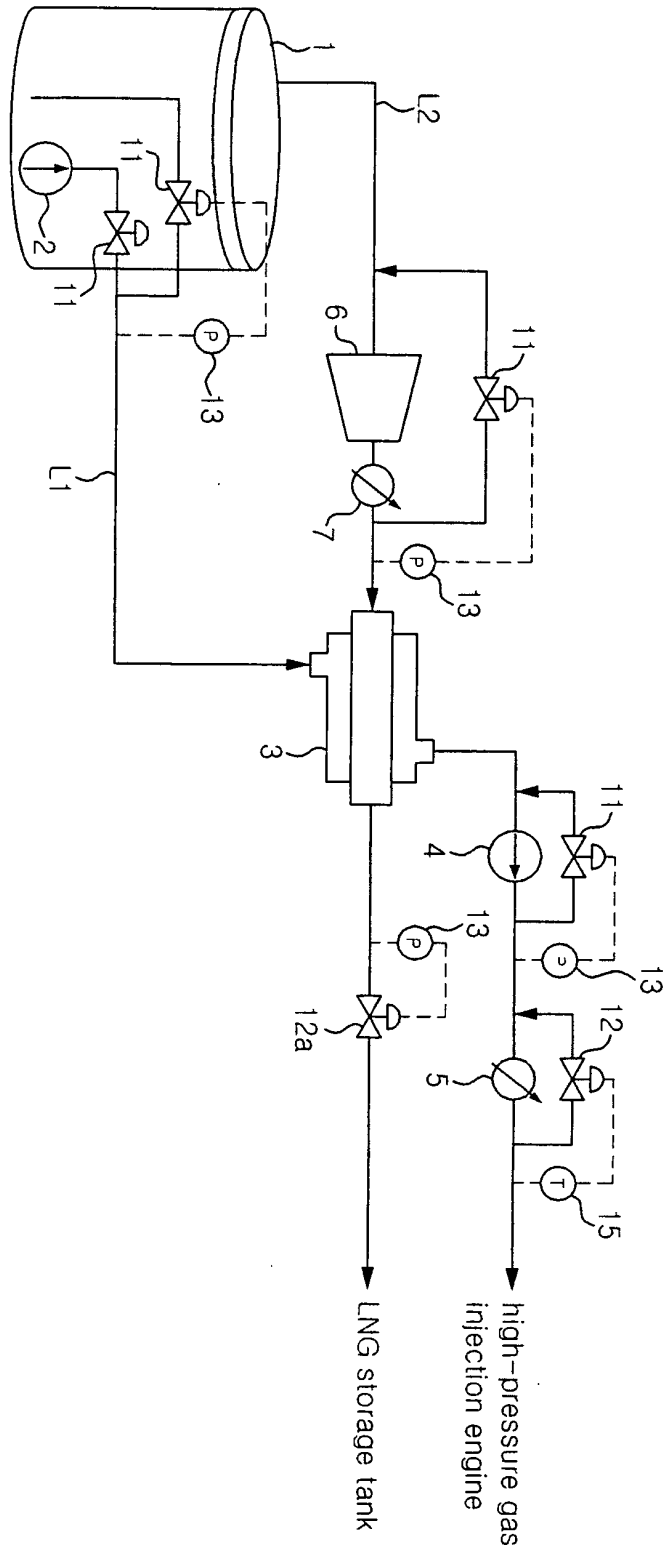 1
L2
11
2
11
P
13
L1
6
11
7
P
13
3
4
11
P
13
13
12a
5
12
T
15
high-pressure gas
injection engine
LNG storage tank